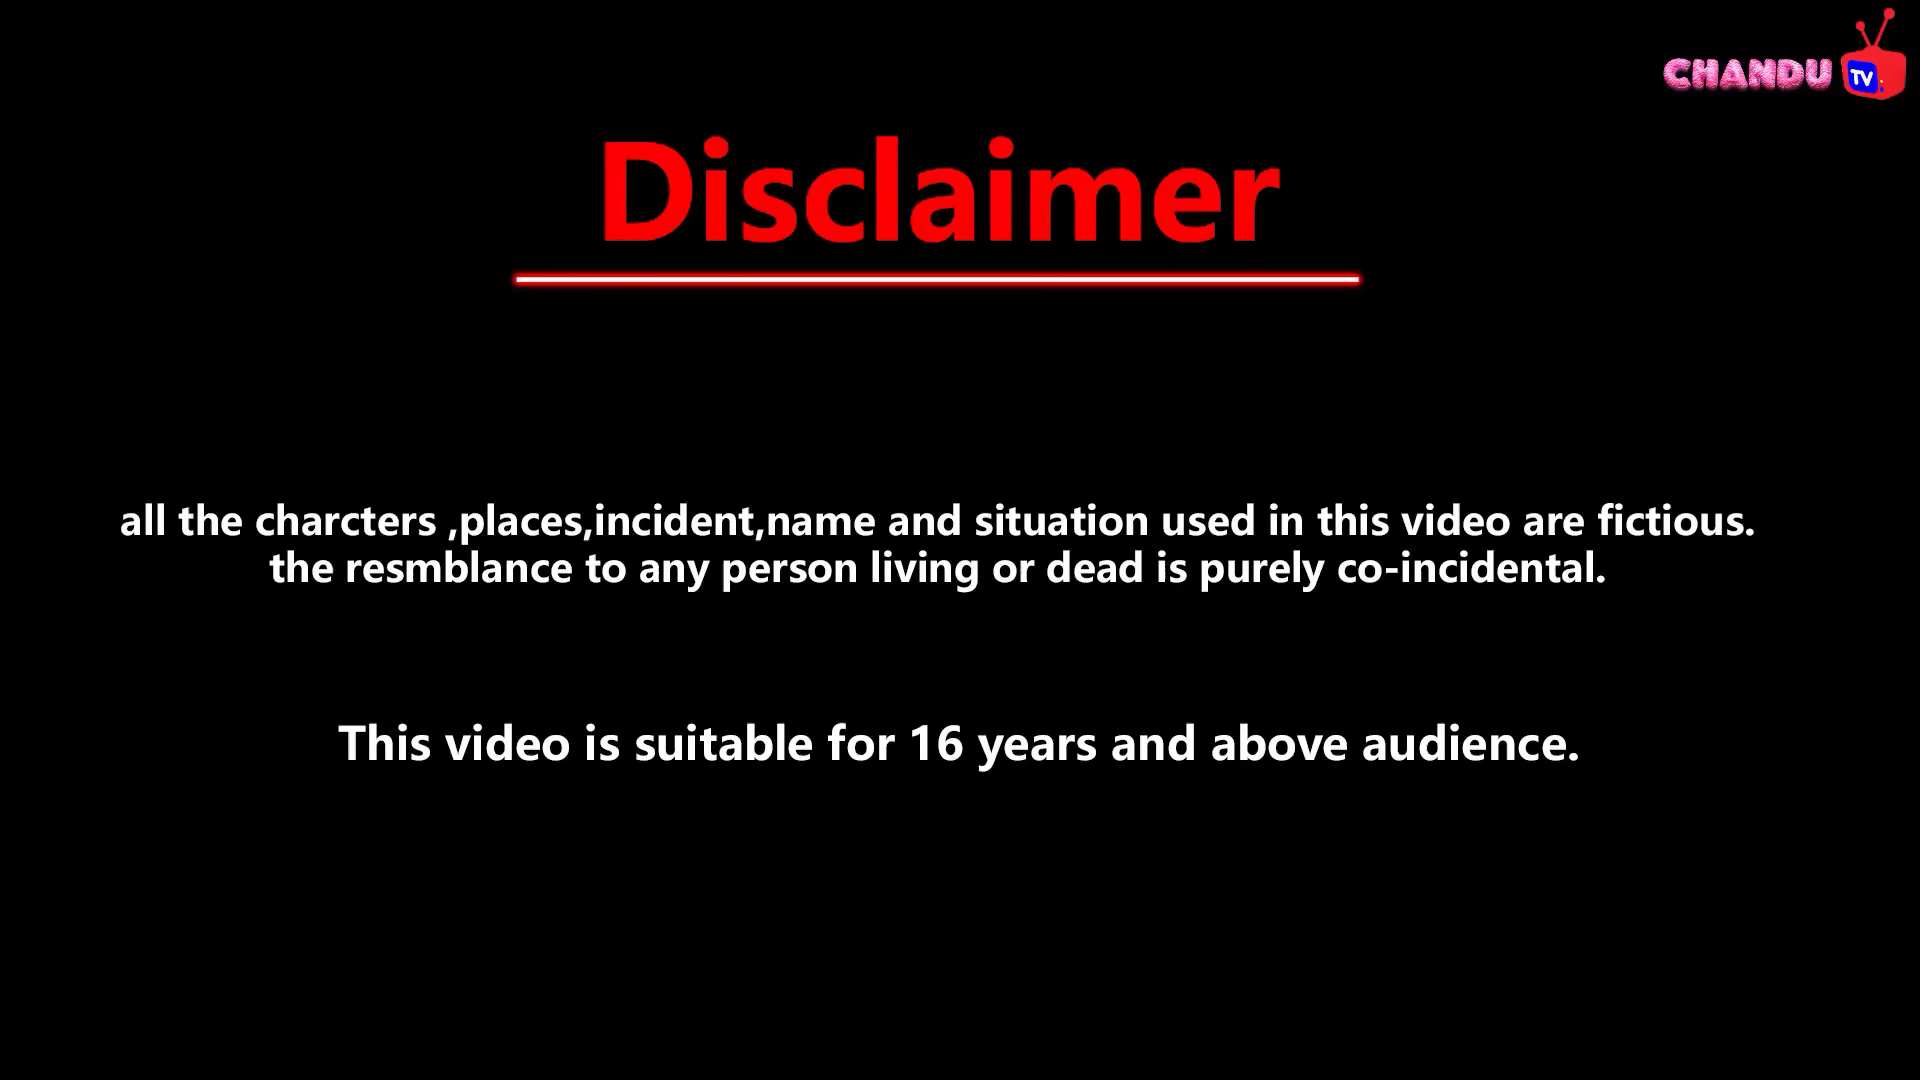 CHANDU TV
Disclaimer
all the charcters ,places,incident,name and situation used in this video are fictious.
the resmblance to any person living or dead is purely co-incidental.
This video is suitable for 16 years and above audience.